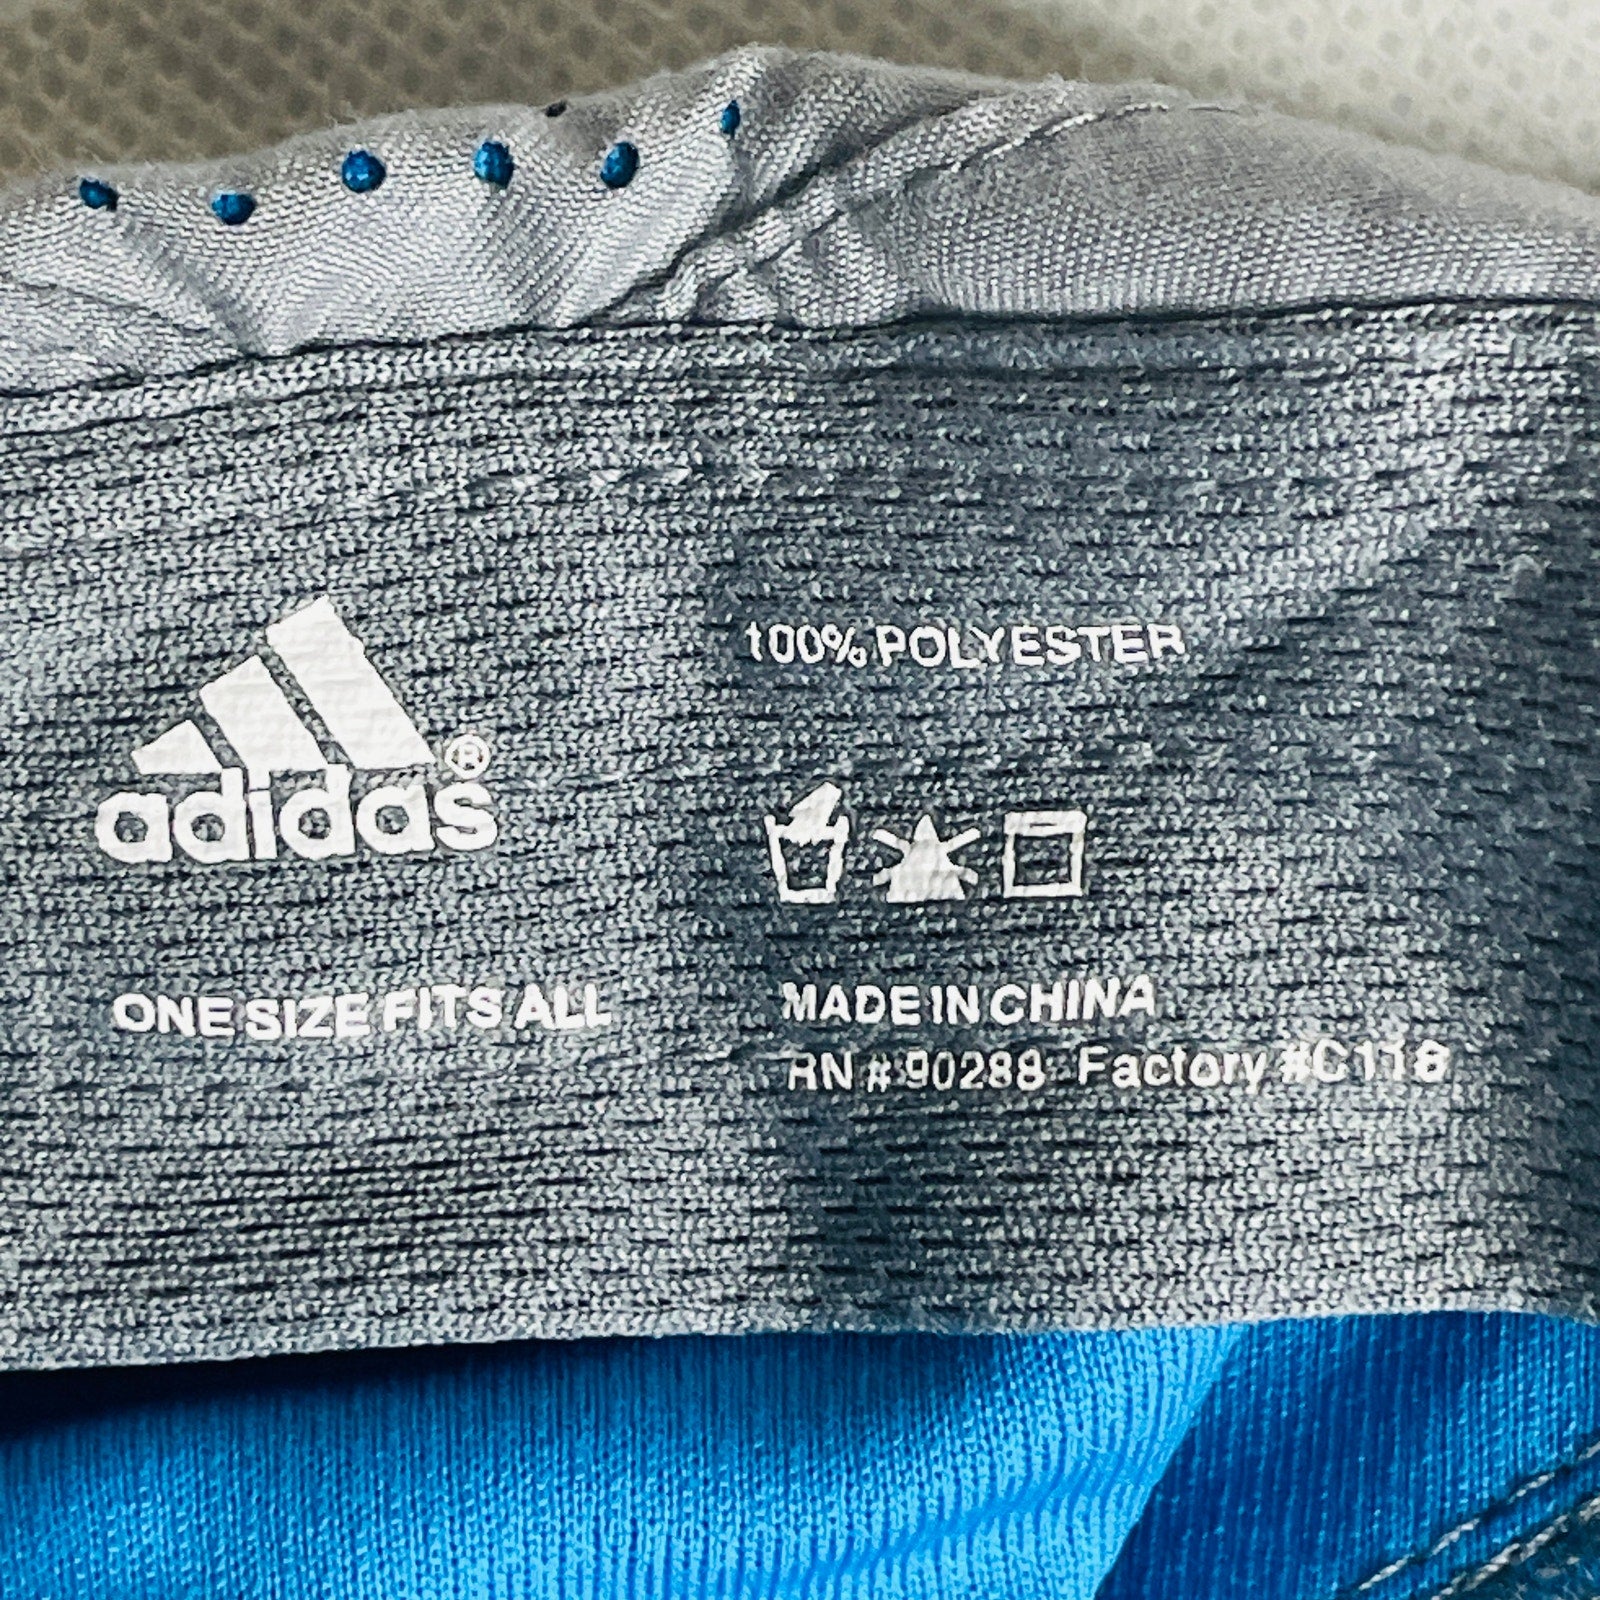 adidas®
ONE SIZE FITS ALL
100% POLYESTER
MADE IN CHINA
RN # 90288 Factory #C118